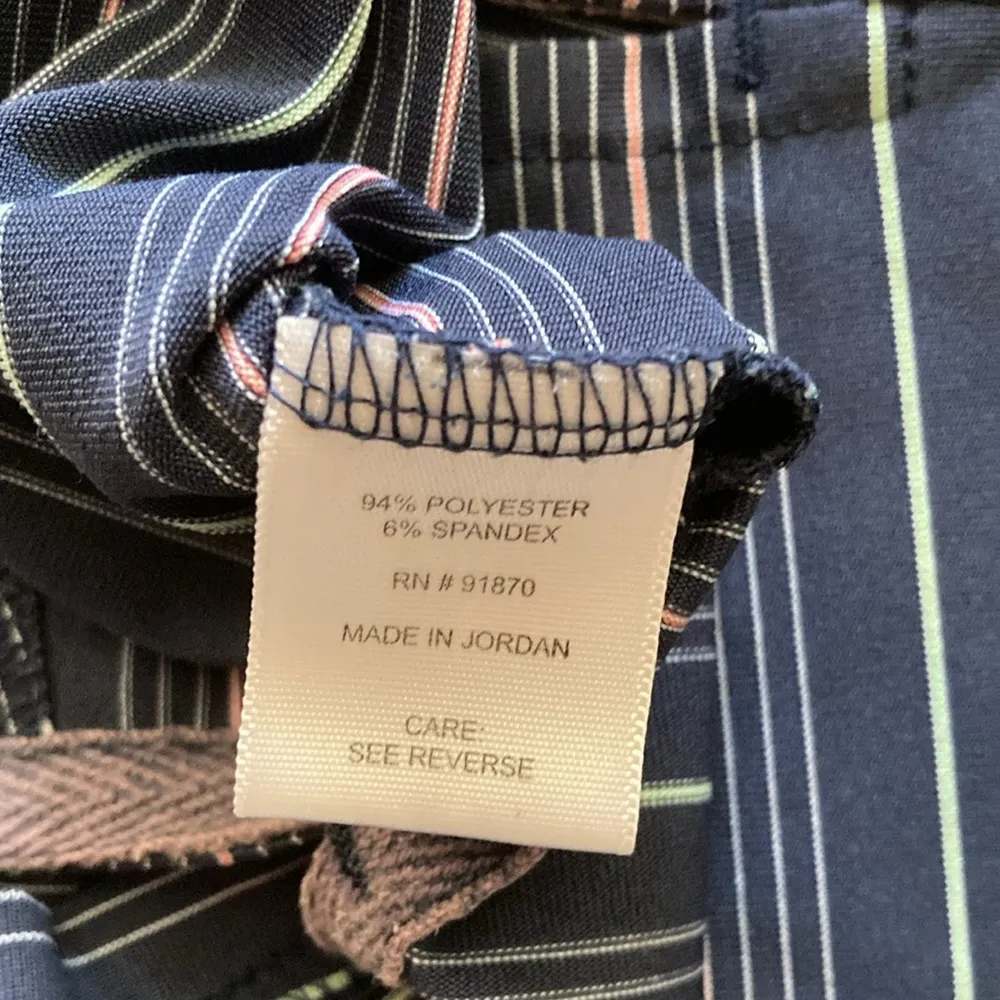 94% POLYESTER
6% SPANDEX
RN # 91870
MADE IN JORDAN
CARE:
SEE REVERSE